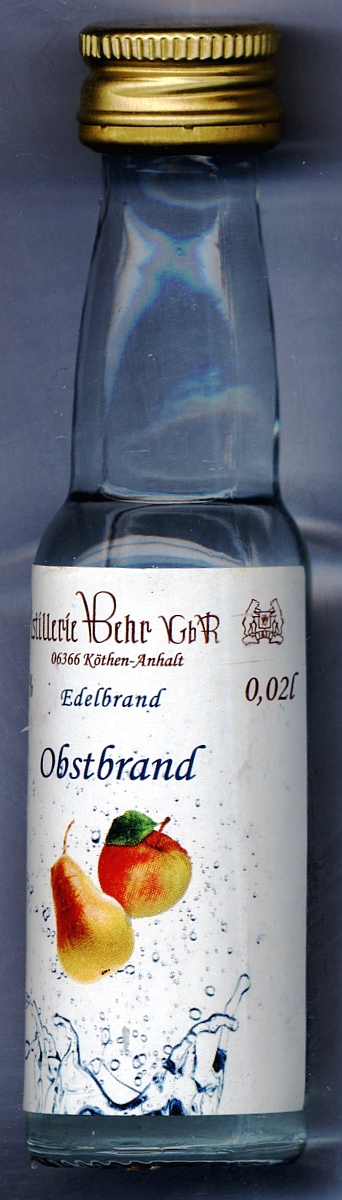 stillerie Behr GbR
06366 Köthen-Anhalt
% Edelbrand 0,02l
Obstbrand